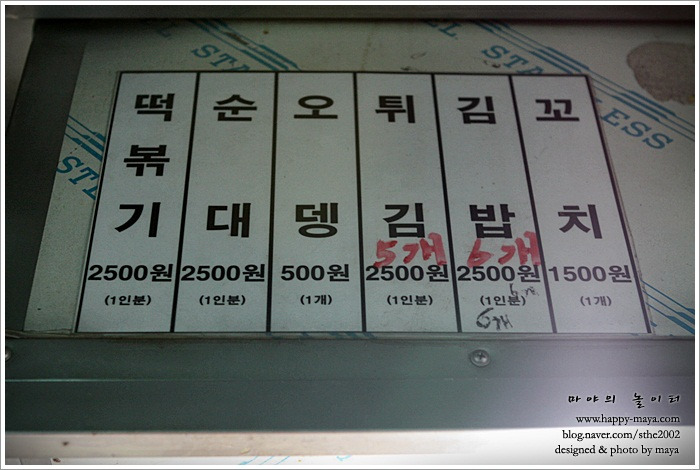 떡볶기
2500원
(1인분)
순대
2500원
(1인분)
오뎅
500원
(1개)
튀김
5개
2500원
(1인분)
김밥
6개
2500원
(1인분)
6개
6개
꼬치
1500원
(1개)
STAINLESS
마야의 놀이터
www.happy-maya.com
blog.naver.com/sthe2002
designed & photo by maya